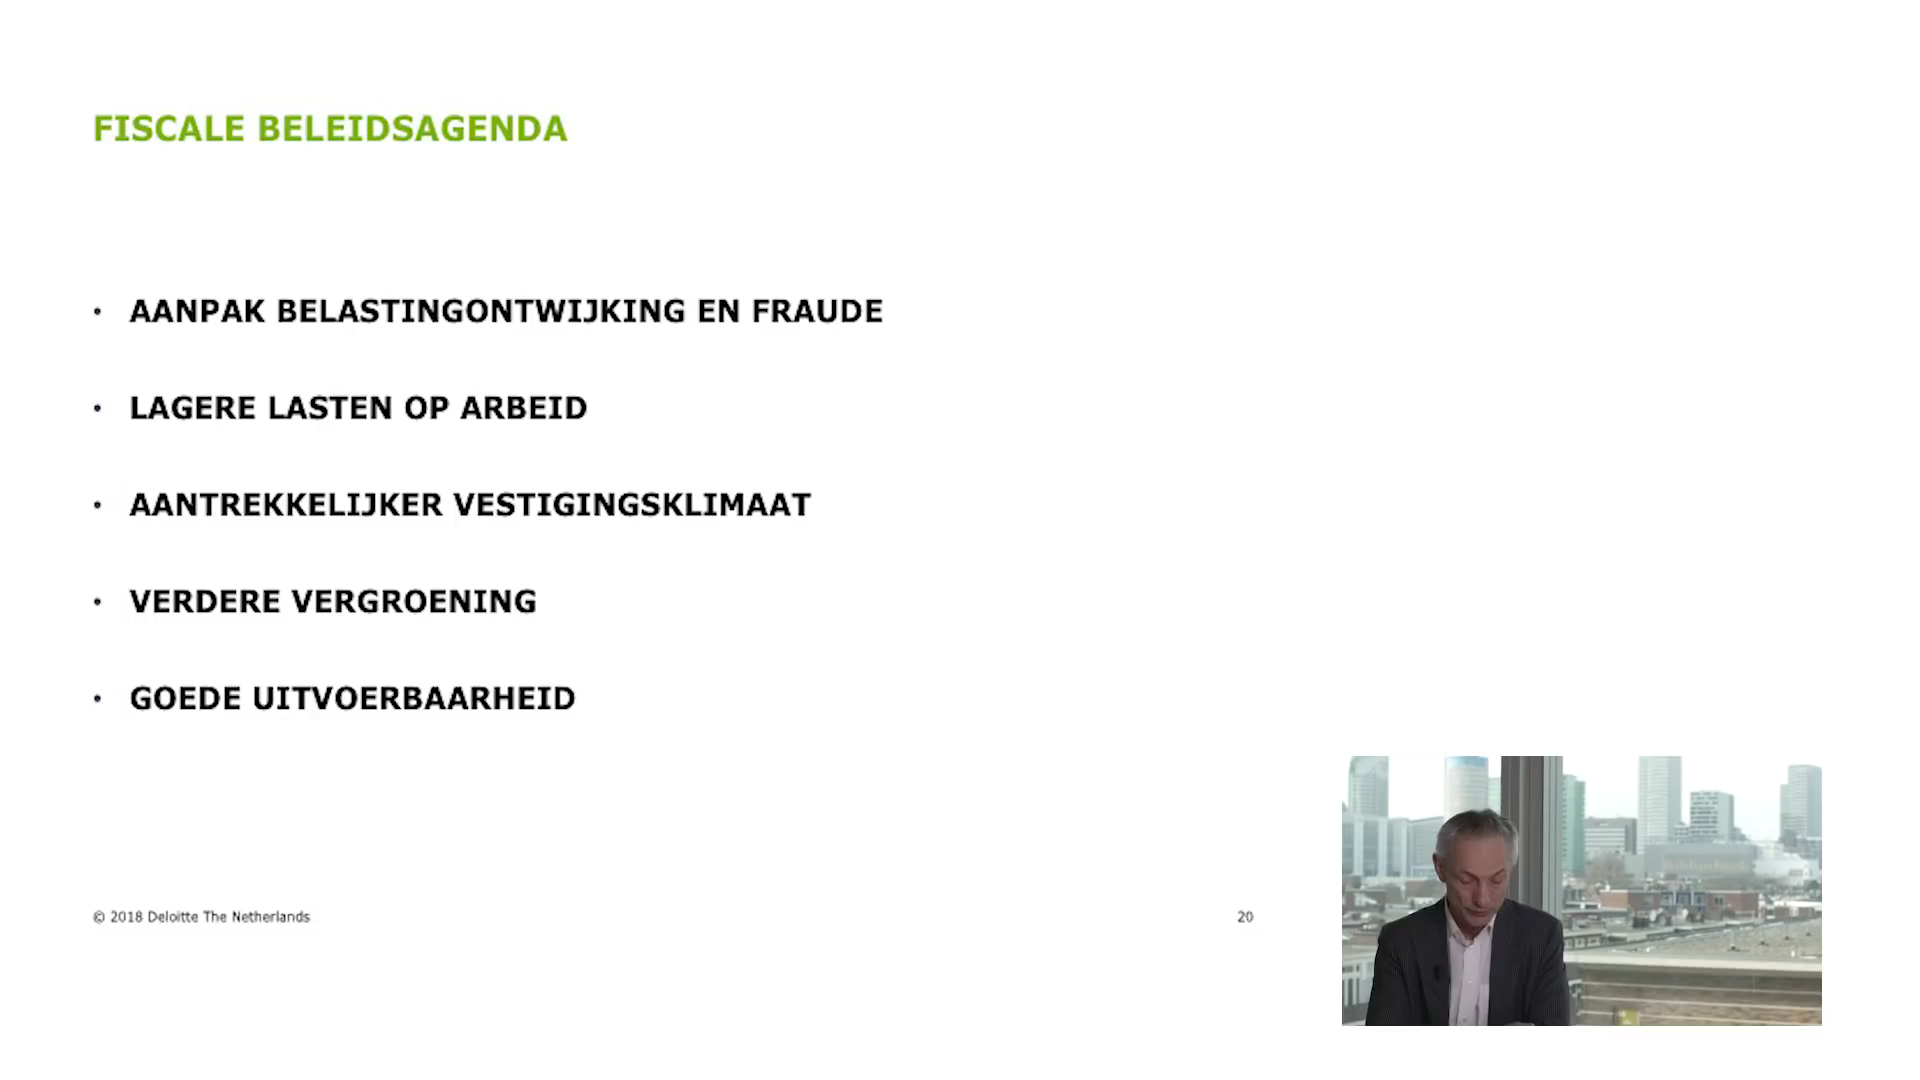 FISCALE BELEIDSAGENDA
• AANPAK BELASTINGONTWIJKING EN FRAUDE
• LAGERE LASTEN OP ARBEID
• AANTREKKELIJKER VESTIGINGSKLIMAAT
• VERDERE VERGROENING
• GOEDE UITVOERBAARHEID
© 2018 Deloitte The Netherlands
20